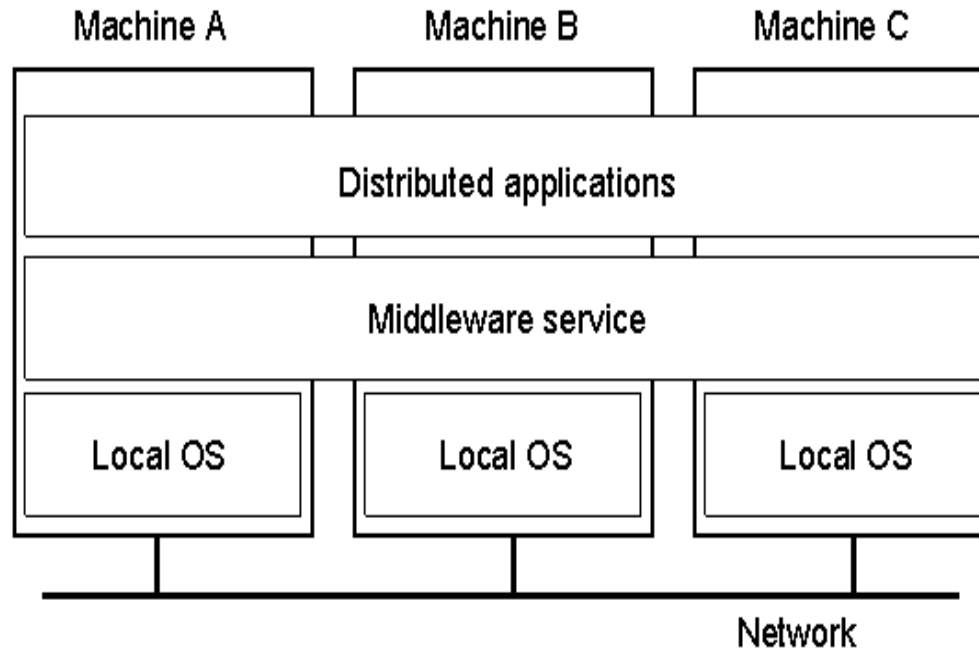 Machine A Machine B Machine C
Distributed applications
Middleware service
Local OS Local OS Local OS
Network